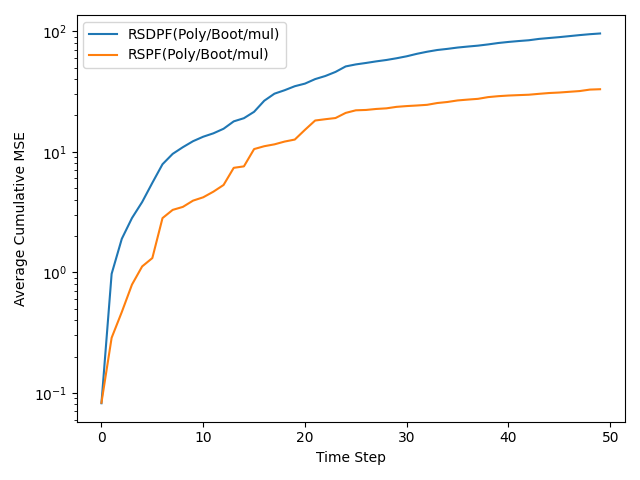 RSDPF(Poly/Boot/mul)
RSPF(Poly/Boot/mul)
Average Cumulative MSE
10²
10¹
10⁰
10⁻¹
0 10 20 30 40 50
Time Step